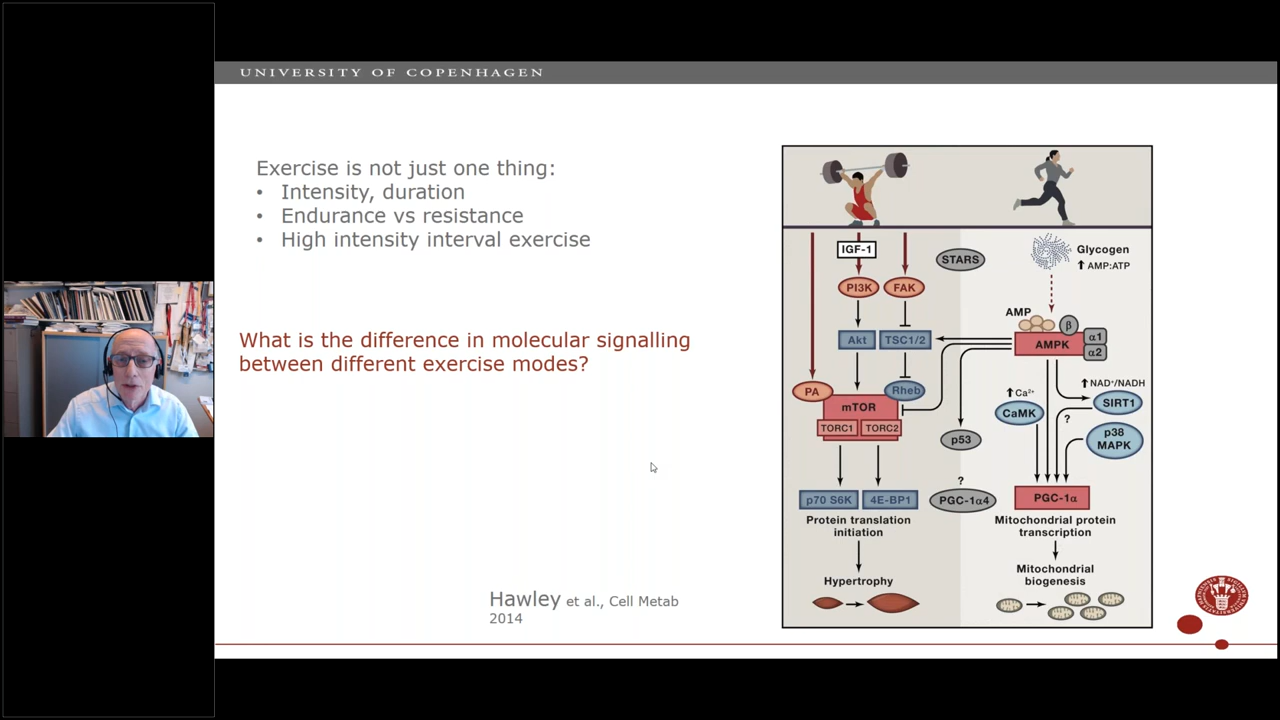 UNIVERSITY OF COPENHAGEN
Exercise is not just one thing:
• Intensity, duration
• Endurance vs resistance
• High intensity interval exercise
What is the difference in molecular signalling
between different exercise modes?
Hawley et al., Cell Metab
2014
IGF-1
STARS
Glycogen
↑ AMP:ATP
PI3K
FAK
AMP
β
Akt
TSC1/2
AMPK
α1
α2
PA
Rheb
mTOR
TORC1
TORC2
↑ Ca²⁺
CaMK
↑ NAD⁺/NADH
SIRT1
?
p53
p38
MAPK
?
p70 S6K
4E-BP1
PGC-1α4
PGC-1α
Protein translation
initiation
Mitochondrial protein
transcription
Hypertrophy
Mitochondrial
biogenesis